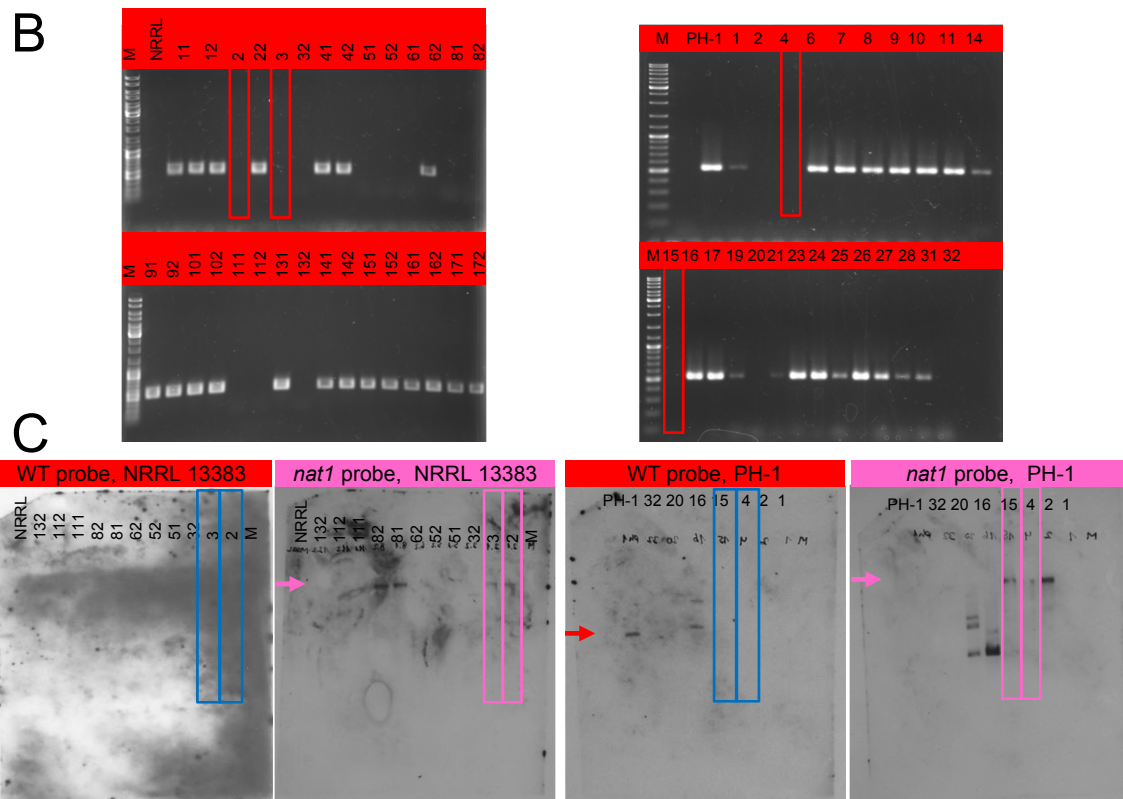 B
M NRRL 11 12 2 22 3 32 41 42 51 52 61 62 81 82
M PH-1 1 2 4 6 7 8 9 10 11 14
M 91 92 101 102 111 112 131 132 141 142 151 152 161 162 171 172
M 15 16 17 19 20 21 23 24 25 26 27 28 31 32
C
WT probe, NRRL 13383
nat1 probe, NRRL 13383
WT probe, PH-1
nat1 probe, PH-1
NRRL 132 112 111 82 81 62 52 51 32 3 2 M
NRRL 132 112 111 82 81 62 52 51 32 3 2 M
PH-1 32 20 16 15 4 2 1
PH-1 32 20 16 15 4 2 1